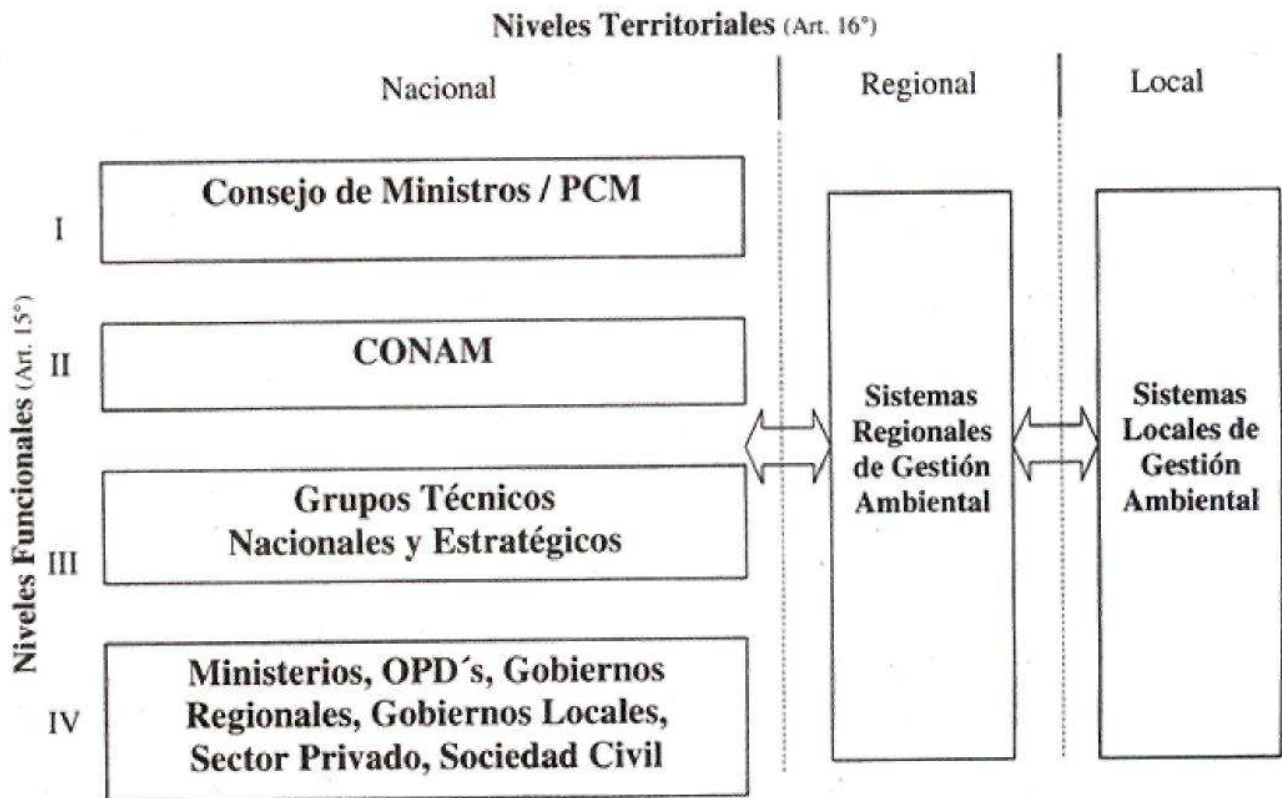 Niveles Territoriales (Art. 16°)
Nacional
Regional
Local
Niveles Funcionales (Art. 15°)
I
Consejo de Ministros / PCM
II
CONAM
III
Grupos Técnicos
Nacionales y Estratégicos
IV
Ministerios, OPD´s, Gobiernos
Regionales, Gobiernos Locales,
Sector Privado, Sociedad Civil
Sistemas
Regionales
de Gestión
Ambiental
Sistemas
Locales de
Gestión
Ambiental